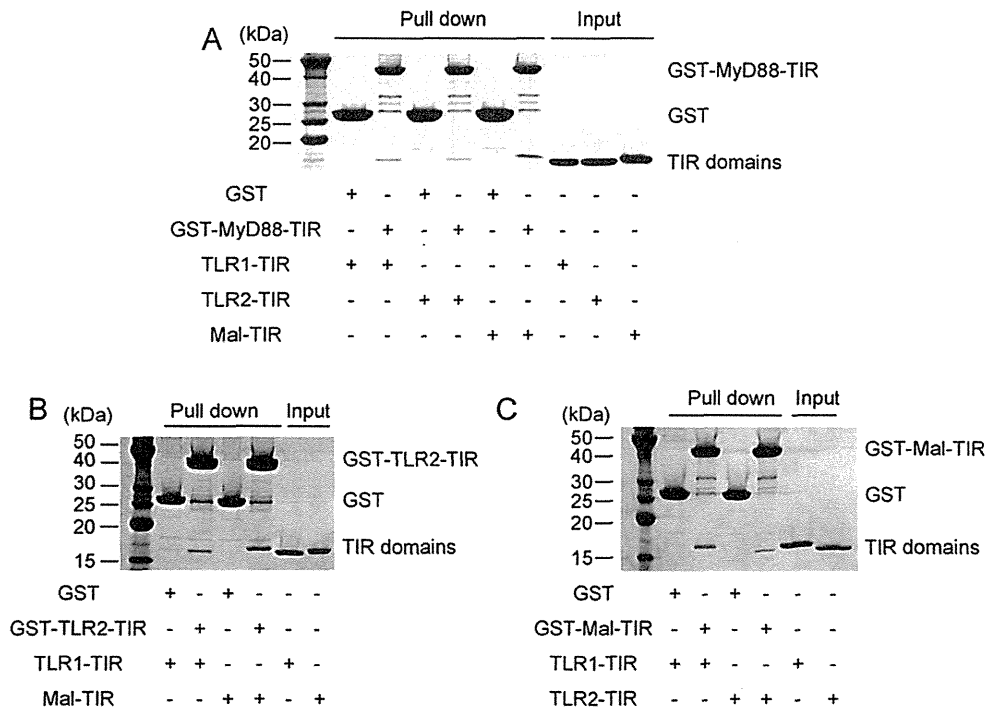 A
(kDa)
Pull down
Input
50
40
30
25
20
GST-MyD88-TIR
GST
TIR domains
GST + - + - + - - - -
GST-MyD88-TIR - + - + - + - - -
TLR1-TIR + + - - - - + - -
TLR2-TIR - - + + - - - + -
Mal-TIR - - - - + + - - +
B
(kDa)
Pull down
Input
50
40
30
25
20
15
GST-TLR2-TIR
GST
TIR domains
GST + - + - - -
GST-TLR2-TIR - + - + - -
TLR1-TIR + + - - + -
Mal-TIR - - + + - +
C
(kDa)
Pull down
Input
50
40
30
25
20
15
GST-Mal-TIR
GST
TIR domains
GST + - + - - -
GST-Mal-TIR - + - + - -
TLR1-TIR + + - - + -
TLR2-TIR - - + + - +